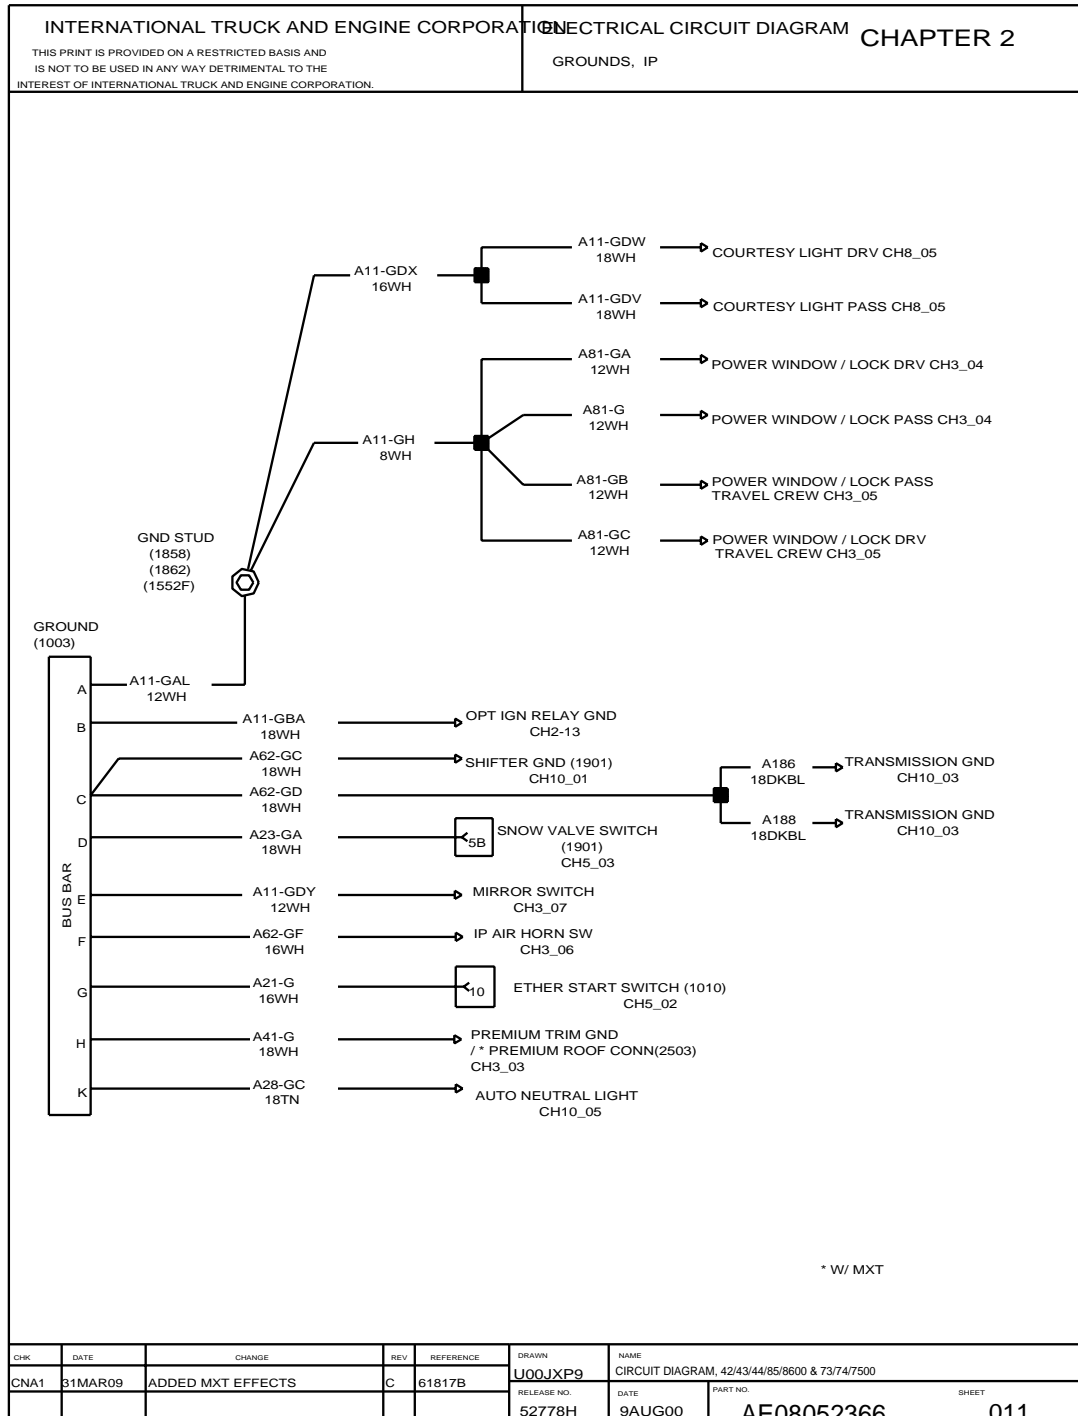 INTERNATIONAL TRUCK AND ENGINE CORPORATION
THIS PRINT IS PROVIDED ON A RESTRICTED BASIS AND
IS NOT TO BE USED IN ANY WAY DETRIMENTAL TO THE
INTEREST OF INTERNATIONAL TRUCK AND ENGINE CORPORATION.
ELECTRICAL CIRCUIT DIAGRAM
CHAPTER 2
GROUNDS, IP
A11-GDW
18WH
COURTESY LIGHT DRV CH8_05
A11-GDX
16WH
A11-GDV
18WH
COURTESY LIGHT PASS CH8_05
A81-GA
12WH
POWER WINDOW / LOCK DRV CH3_04
A81-G
12WH
POWER WINDOW / LOCK PASS CH3_04
A11-GH
8WH
A81-GB
12WH
POWER WINDOW / LOCK PASS
TRAVEL CREW CH3_05
A81-GC
12WH
POWER WINDOW / LOCK DRV
TRAVEL CREW CH3_05
GND STUD
(1858)
(1862)
(1552F)
GROUND
(1003)
BUS BAR
A
A11-GAL
12WH
B
A11-GBA
18WH
OPT IGN RELAY GND
CH2-13
C
A62-GC
18WH
SHIFTER GND (1901)
CH10_01
A62-GD
18WH
A186
18DKBL
TRANSMISSION GND
CH10_03
A188
18DKBL
TRANSMISSION GND
CH10_03
D
A23-GA
18WH
5B
SNOW VALVE SWITCH
(1901)
CH5_03
E
A11-GDY
12WH
MIRROR SWITCH
CH3_07
F
A62-GF
16WH
IP AIR HORN SW
CH3_06
G
A21-G
16WH
10
ETHER START SWITCH (1010)
CH5_02
H
A41-G
18WH
PREMIUM TRIM GND
/ * PREMIUM ROOF CONN(2503)
CH3_03
K
A28-GC
18TN
AUTO NEUTRAL LIGHT
CH10_05
* W/ MXT
CHK DATE CHANGE REV REFERENCE
CNA1 31MAR09 ADDED MXT EFFECTS C 61817B
DRAWN
U00JXP9
NAME
CIRCUIT DIAGRAM, 42/43/44/85/8600 & 73/74/7500
RELEASE NO.
52778H
DATE
9AUG00
PART NO.
AE08052366
SHEET
011